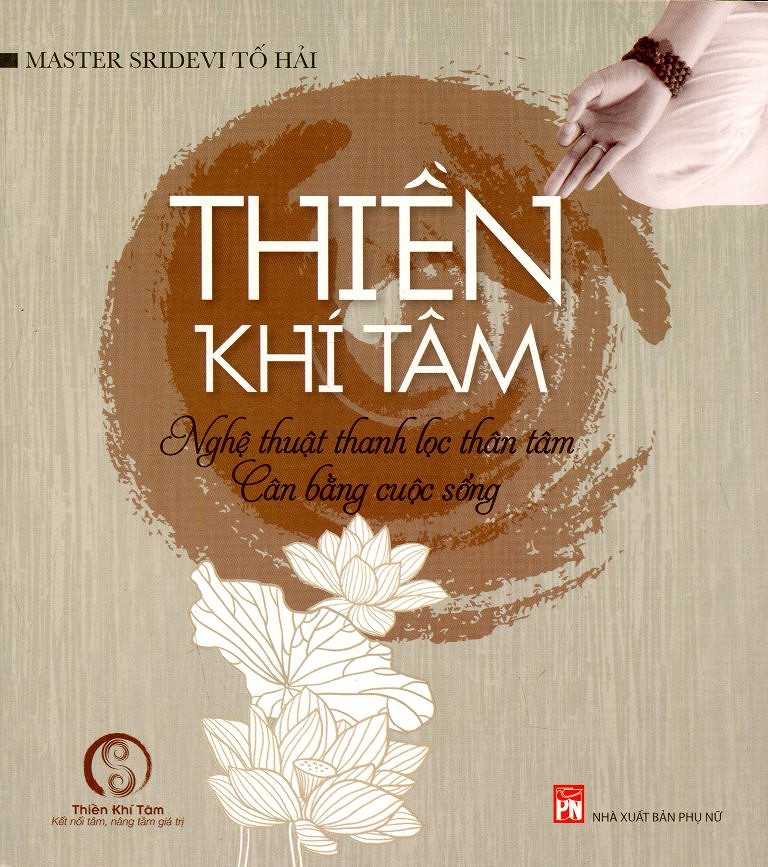 MASTER SRIDEVI TỐ HẢI
THIỀN
KHÍ TÂM
Nghệ thuật thanh lọc thân tâm
Cân bằng cuộc sống
Thiền Khí Tâm
Kết nối tâm, nâng tầm giá trị
PN
NHÀ XUẤT BẢN PHỤ NỮ